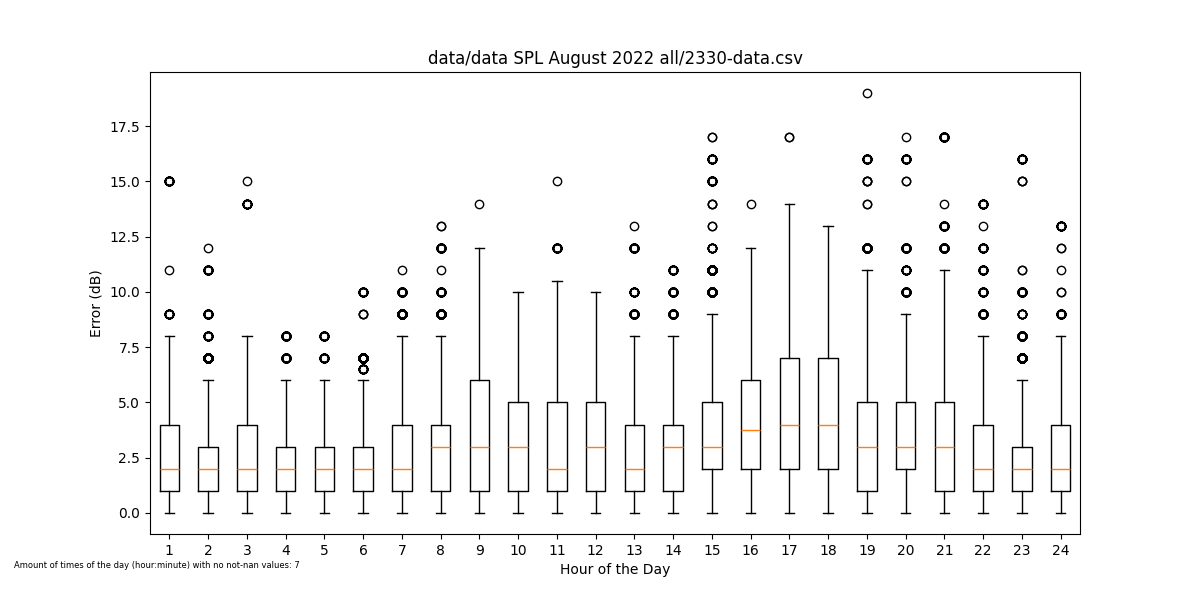 data/data SPL August 2022 all/2330-data.csv
17.5
15.0
12.5
10.0
7.5
5.0
2.5
0.0
Error (dB)
1 2 3 4 5 6 7 8 9 10 11 12 13 14 15 16 17 18 19 20 21 22 23 24
Amount of times of the day (hour:minute) with no not-nan values: 7
Hour of the Day